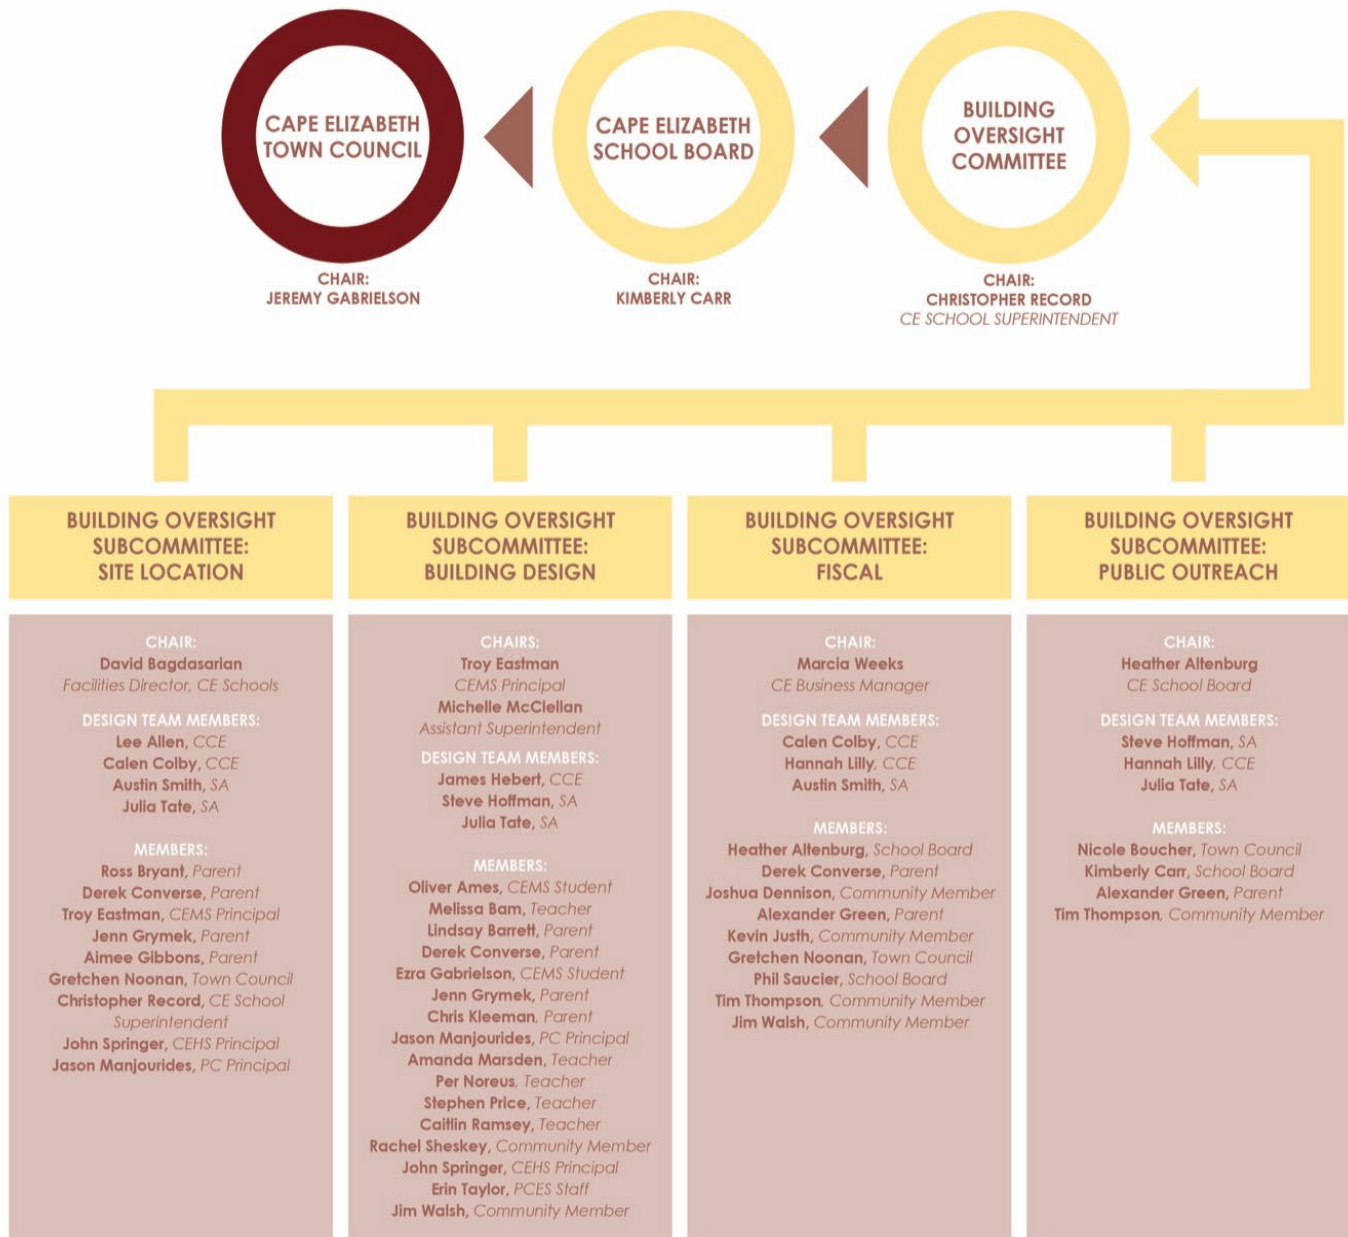 CAPE ELIZABETH
TOWN COUNCIL
CHAIR:
JEREMY GABRIELSON
CAPE ELIZABETH
SCHOOL BOARD
CHAIR:
KIMBERLY CARR
BUILDING
OVERSIGHT
COMMITTEE
CHAIR:
CHRISTOPHER RECORD
CE SCHOOL SUPERINTENDENT
BUILDING OVERSIGHT
SUBCOMMITTEE:
SITE LOCATION
CHAIR:
David Bagdasarian
Facilities Director, CE Schools
DESIGN TEAM MEMBERS:
Lee Allen, CCE
Calen Colby, CCE
Austin Smith, SA
Julia Tate, SA
MEMBERS:
Ross Bryant, Parent
Derek Converse, Parent
Troy Eastman, CEMS Principal
Jenn Grymek, Parent
Aimee Gibbons, Parent
Gretchen Noonan, Town Council
Christopher Record, CE School
Superintendent
John Springer, CEHS Principal
Jason Manjourides, PC Principal
BUILDING OVERSIGHT
SUBCOMMITTEE:
BUILDING DESIGN
CHAIRS:
Troy Eastman
CEMS Principal
Michelle McClellan
Assistant Superintendent
DESIGN TEAM MEMBERS:
James Hebert, CCE
Steve Hoffman, SA
Julia Tate, SA
MEMBERS:
Oliver Ames, CEMS Student
Melissa Bam, Teacher
Lindsay Barrett, Parent
Derek Converse, Parent
Ezra Gabrielson, CEMS Student
Jenn Grymek, Parent
Chris Kleeman, Parent
Jason Manjourides, PC Principal
Amanda Marsden, Teacher
Per Noreus, Teacher
Stephen Price, Teacher
Caitlin Ramsey, Teacher
Rachel Sheskey, Community Member
John Springer, CEHS Principal
Erin Taylor, PCES Staff
Jim Walsh, Community Member
BUILDING OVERSIGHT
SUBCOMMITTEE:
FISCAL
CHAIR:
Marcia Weeks
CE Business Manager
DESIGN TEAM MEMBERS:
Calen Colby, CCE
Hannah Lilly, CCE
Austin Smith, SA
MEMBERS:
Heather Altenburg, School Board
Derek Converse, Parent
Joshua Dennison, Community Member
Alexander Green, Parent
Kevin Justh, Community Member
Gretchen Noonan, Town Council
Phil Saucier, School Board
Tim Thompson, Community Member
Jim Walsh, Community Member
BUILDING OVERSIGHT
SUBCOMMITTEE:
PUBLIC OUTREACH
CHAIR:
Heather Altenburg
CE School Board
DESIGN TEAM MEMBERS:
Steve Hoffman, SA
Hannah Lilly, CCE
Julia Tate, SA
MEMBERS:
Nicole Boucher, Town Council
Kimberly Carr, School Board
Alexander Green, Parent
Tim Thompson, Community Member